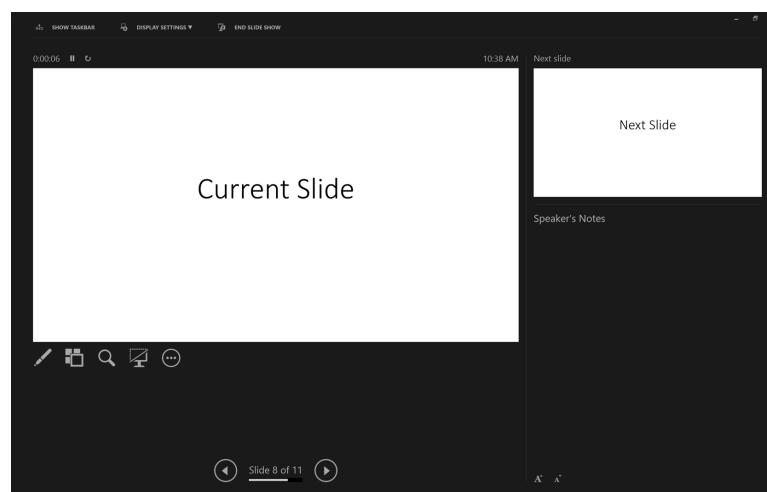 SHOW TASKBAR DISPLAY SETTINGS ▼ END SLIDE SHOW
0:00:06 10:38 AM
Current Slide
Slide 8 of 11
Next slide
Next Slide
Speaker's Notes
A A